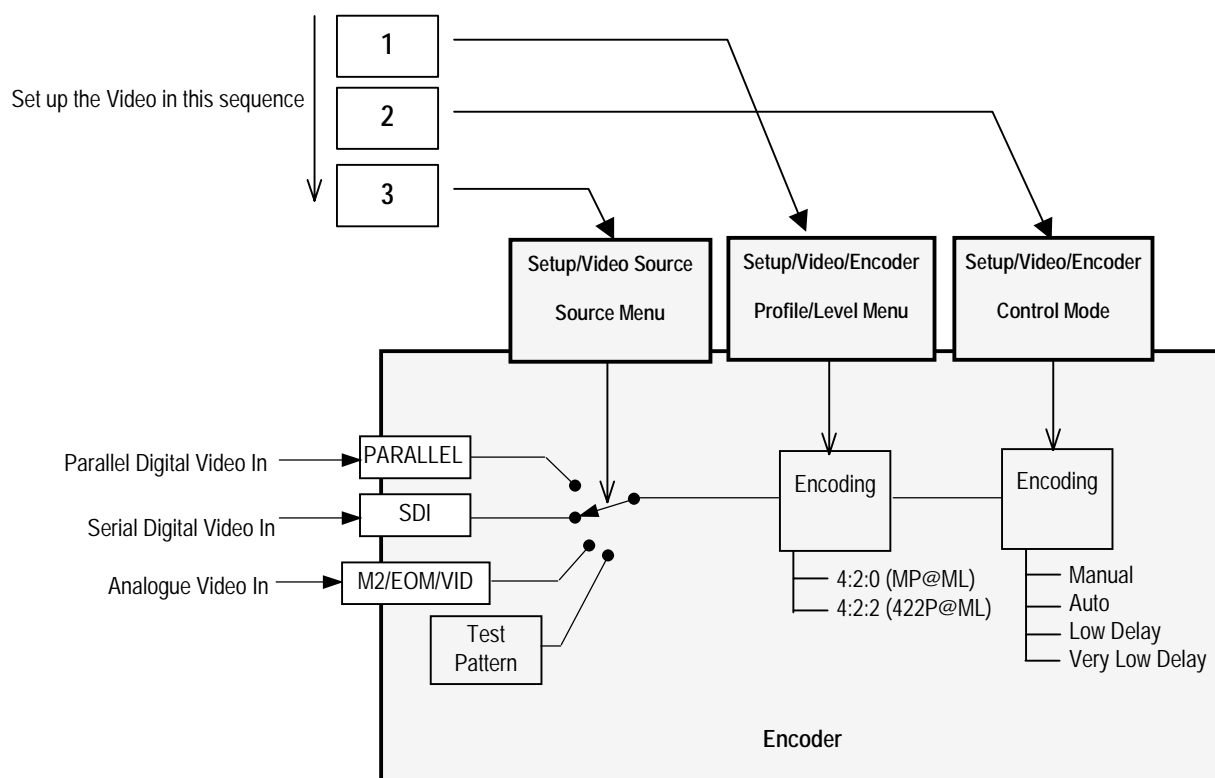 1
Set up the Video in this sequence
2
3
Setup/Video Source
Source Menu
Setup/Video/Encoder
Profile/Level Menu
Setup/Video/Encoder
Control Mode
Parallel Digital Video In
PARALLEL
Serial Digital Video In
SDI
Analogue Video In
M2/EOM/VID
Test
Pattern
Encoding
4:2:0 (MP@ML)
4:2:2 (422P@ML)
Encoding
Manual
Auto
Low Delay
Very Low Delay
Encoder